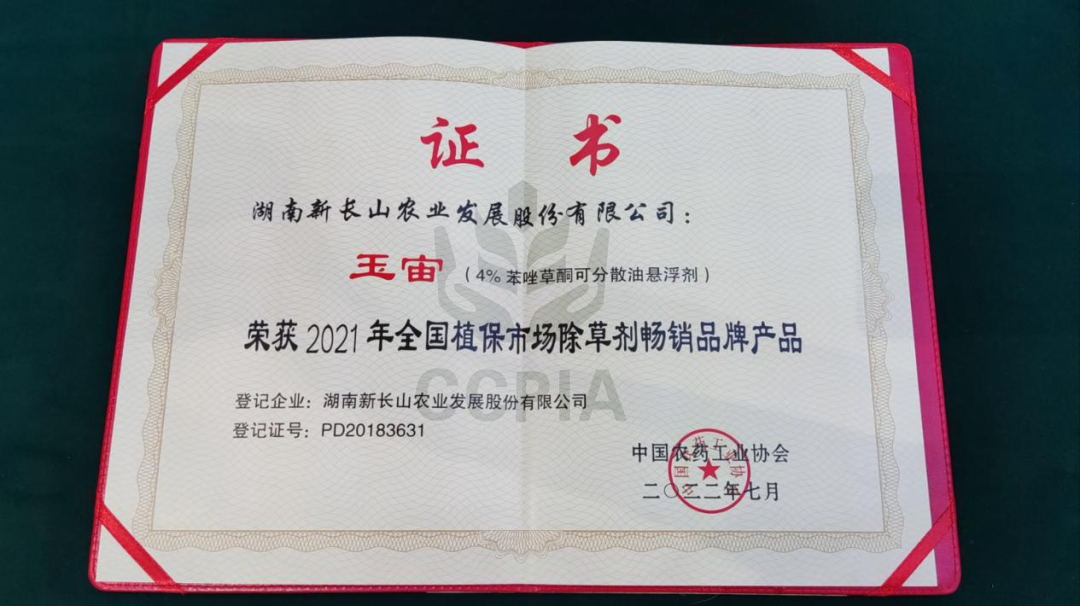 证 书
湖南新长山农业发展股份有限公司：
玉宙（4% 苯唑草酮可分散油悬浮剂）
荣获 2021 年全国植保市场除草剂畅销品牌产品
CCPIA
登记企业：湖南新长山农业发展股份有限公司
登记证号：PD20183631
中国农药工业协会
二〇二二年七月